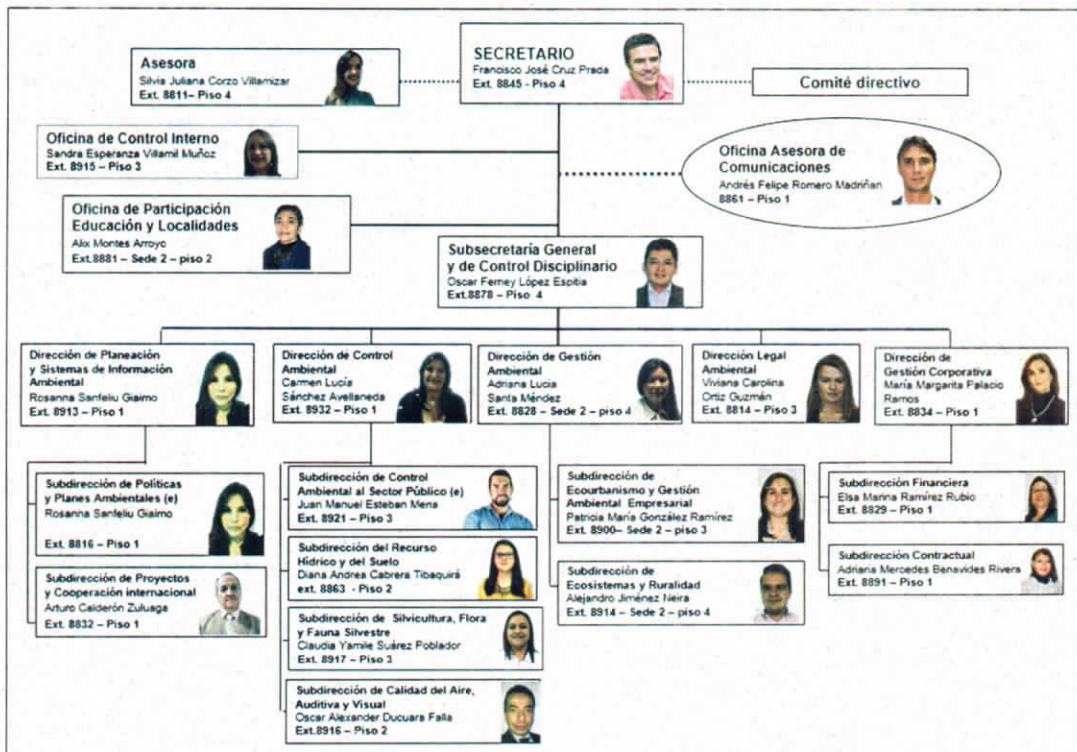 SECRETARIO
Francisco José Cruz Prada
Ext. 8845 - Piso 4
Asesora
Silvia Juliana Corzo Villamizar
Ext. 8811– Piso 4
Comité directivo
Oficina de Control Interno
Sandra Esperanza Villamil Muñoz
Ext. 8915 – Piso 3
Oficina Asesora de
Comunicaciones
Andrés Felipe Romero Madriñan
8861 – Piso 1
Oficina de Participación
Educación y Localidades
Alix Montes Arroyo
Ext.8881 – Sede 2 – piso 2
Subsecretaría General
y de Control Disciplinario
Oscar Ferney López Espitia
Ext.8878 – Piso 4
Dirección de Planeación
y Sistemas de Información
Ambiental
Rosanna Sanfeliu Giaimo
Ext. 8913 – Piso 1
Dirección de Control
Ambiental
Carmen Lucía
Sánchez Avellaneda
Ext. 8932 – Piso 1
Dirección de Gestión
Ambiental
Adriana Lucia
Santa Méndez
Ext. 8828 – Sede 2 – piso 4
Dirección Legal
Ambiental
Viviana Carolina
Ortiz Guzmán
Ext. 8814 – Piso 3
Dirección de
Gestión Corporativa
María Margarita Palacio
Ramos
Ext. 8834 – Piso 1
Subdirección de Políticas
y Planes Ambientales (e)
Rosanna Sanfeliu Giaimo
Ext. 8816 – Piso 1
Subdirección de Proyectos
y Cooperación internacional
Arturo Calderón Zuluaga
Ext. 8832 – Piso 1
Subdirección de Control
Ambiental al Sector Público (e)
Juan Manuel Esteban Mena
Ext. 8921 – Piso 3
Subdirección del Recurso
Hídrico y del Suelo
Diana Andrea Cabrera Tibaquirá
ext. 8863 - Piso 2
Subdirección de Silvicultura, Flora
y Fauna Silvestre
Claudia Yamile Suárez Poblador
Ext. 8917 – Piso 3
Subdirección de Calidad del Aire,
Auditiva y Visual
Oscar Alexander Ducuara Falla
Ext.8916 – Piso 2
Subdirección de
Ecourbanismo y Gestión
Ambiental Empresarial
Patricia María González Ramírez
Ext. 8900– Sede 2 – piso 3
Subdirección de
Ecosistemas y Ruralidad
Alejandro Jiménez Neira
Ext. 8914 – Sede 2 – piso 4
Subdirección Financiera
Elsa Marina Ramírez Rubio
Ext. 8829 – Piso 1
Subdirección Contractual
Adriana Mercedes Benavides Rivera
Ext. 8891 – Piso 1